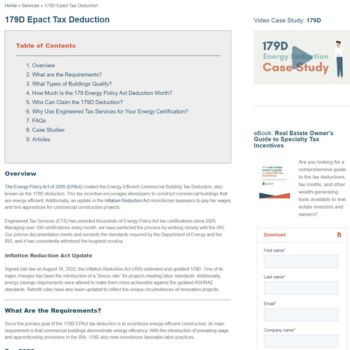 Home » Services » 179D Epact Tax Deduction
179D Epact Tax Deduction
Table of Contents
1. Overview
2. What are the Requirements?
3. What Types of Buildings Qualify?
4. How Much is the 179 Energy Policy Act Deduction Worth?
5. Who Can Claim the 179D Deduction?
6. Why Use Engineered Tax Services for Your Energy Certification?
7. FAQs
8. Case Studies
9. Articles
Overview
The Energy Policy Act of 2005 (EPAct) created the Energy Efficient Commercial Building Tax Deduction, also
known as the 179D deduction. This tax incentive encourages developers to construct commercial buildings that
are energy efficient. Additionally, an update in the Inflation Reduction Act incentivizes taxpayers to pay fair wages
and hire apprentices for commercial construction projects.
Engineered Tax Services (ETS) has provided thousands of Energy Policy Act tax certifications since 2005.
Managing over 100 certifications every month, we have perfected the process by working closely with the IRS.
Our precise documentation meets and exceeds the standards required by the Department of Energy and the
IRS, and it has consistently withstood the toughest scrutiny.
Inflation Reduction Act Update
Signed into law on August 16, 2022, the Inflation Reduction Act (IRA) extended and updated 179D. One of its
major changes has been the introduction of a "bonus rate" for projects meeting labor standards. Additionally,
energy savings requirements were altered to make them more achievable against the updated ASHRAE
standards. Retrofit rules have also been updated to reflect the unique circumstances of renovation projects.
What Are the Requirements?
Since the primary goal of the 179D EPAct tax deduction is to incentivize energy-efficient construction, its main
requirement is that commercial buildings demonstrate energy efficiency. With the introduction of prevailing wage
and apprenticeship provisions in the IRA, 179D also now incentivizes favorable labor practices.
Video Case Study: 179D
179D
Energy Deduction
Case Study
eBook: Real Estate Owner's
Guide to Specialty Tax
Incentives
Are you looking for a
comprehensive guide
to the tax deductions,
tax credits, and other
wealth-generating
tools available to real
estate investors and
owners?
Download
First name*
Last name*
Email*
Company name*